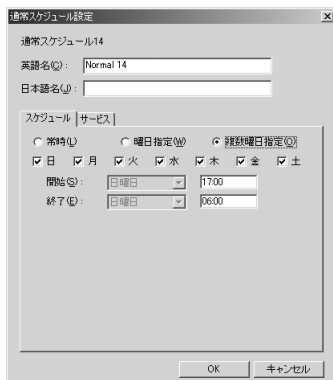 通常スケジュール設定
通常スケジュール14
英語名(C): Normal 14
日本語名(J):
スケジュール サービス
常時(L) 曜日指定(W) 複数曜日指定(O)
日 月 火 水 木 金 土
開始(S): 日曜日 17:00
終了(E): 日曜日 06:00
OK キャンセル